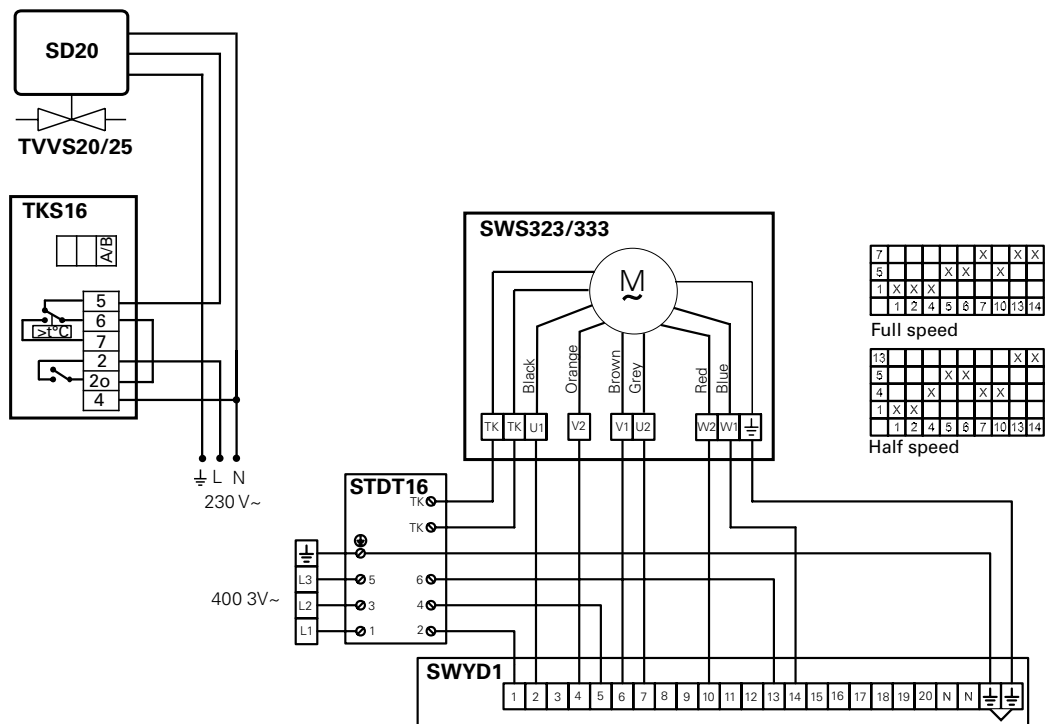 SD20
TVVS20/25
TKS16
A/B
5
6
>t°C
7
2
2o
4
L N
230 V~
SWS323/333
M
~
Black
Orange
Brown
Grey
Red
Blue
TK TK U1 V2 V1 U2 W2 W1
7 X X X
5 X X X
1 X X X
1 2 4 5 6 7 10 13 14
Full speed
13 X X
5 X X
4 X X X
1 X X
1 2 4 5 6 7 10 13 14
Half speed
STDT16
TK
TK
L3 5 6
400 3V~
L2 3 4
L1 1 2
SWYD1
1 2 3 4 5 6 7 8 9 10 11 12 13 14 15 16 17 18 19 20 N N